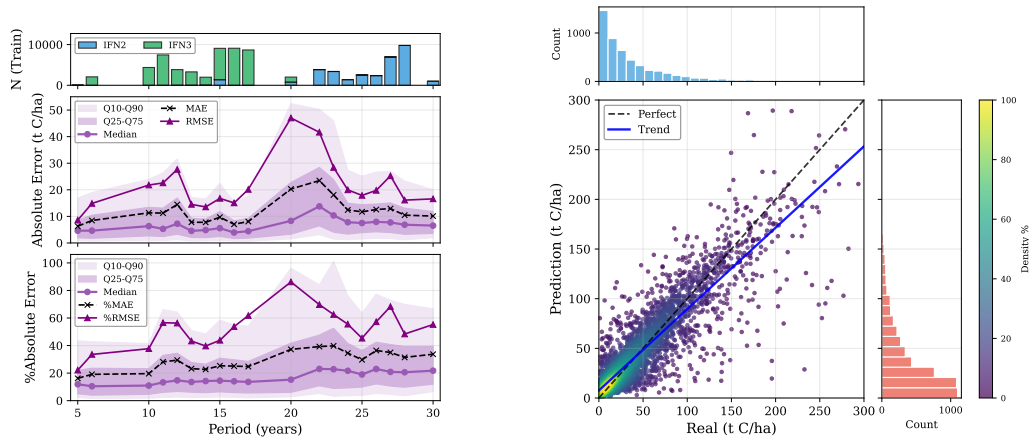 N (Train)
10000
0
IFN2
IFN3
Absolute Error (t C/ha)
50
40
30
20
10
0
Q10-Q90
Q25-Q75
Median
MAE
RMSE
%Absolute Error
100
80
60
40
20
0
Q10-Q90
Q25-Q75
Median
%MAE
%RMSE
5
10
15
20
25
30
Period (years)
Count
1000
0
Prediction (t C/ha)
300
250
200
150
100
50
0
Perfect
Trend
0
50
100
150
200
250
300
Real (t C/ha)
0
1000
Count
100
80
60
40
20
0
Density %